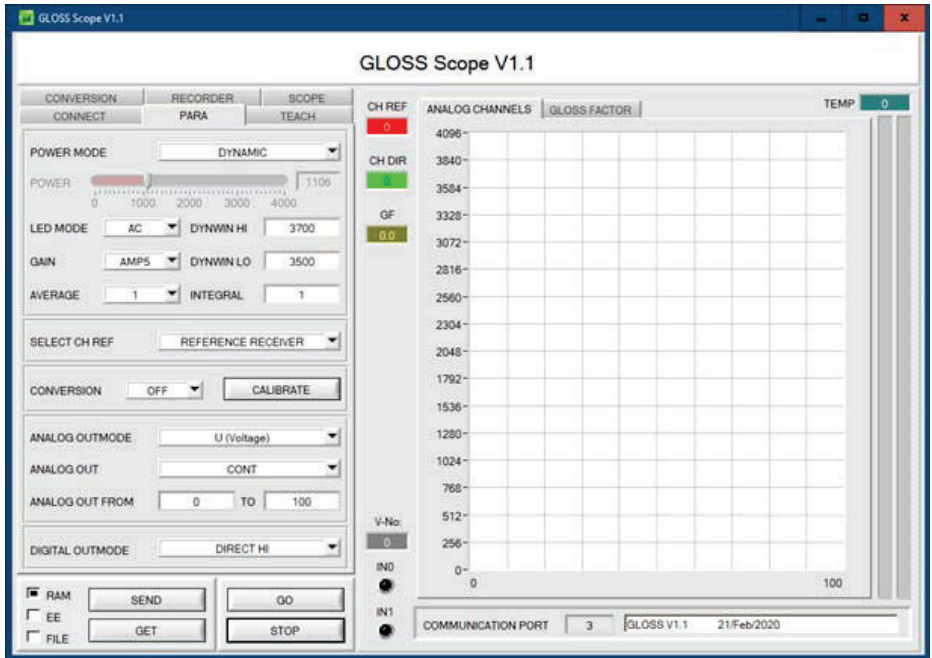 GLOSS Scope V1.1
GLOSS Scope V1.1
CONVERSION RECORDER SCOPE
CONNECT PARA TEACH
POWER MODE DYNAMIC
POWER 1106
0 1000 2000 3000 4000
LED MODE AC DYNWIN HI 3700
GAIN AMP5 DYNWIN LO 3500
AVERAGE 1 INTEGRAL 1
SELECT CH REF REFERENCE RECEIVER
CONVERSION OFF CALIBRATE
ANALOG OUTMODE U (Voltage)
ANALOG OUT CONT
ANALOG OUT FROM 0 TO 100
DIGITAL OUTMODE DIRECT HI
RAM SEND GO
EE
FILE GET STOP
CH REF
0
CH DIR
0
GF
0.0
V-No:
0
IN0
IN1
ANALOG CHANNELS GLOSS FACTOR TEMP 0
4096
3840
3584
3328
3072
2816
2560
2304
2048
1792
1536
1280
1024
768
512
256
0
0 100
COMMUNICATION PORT 3 GLOSS V1.1 21/Feb/2020